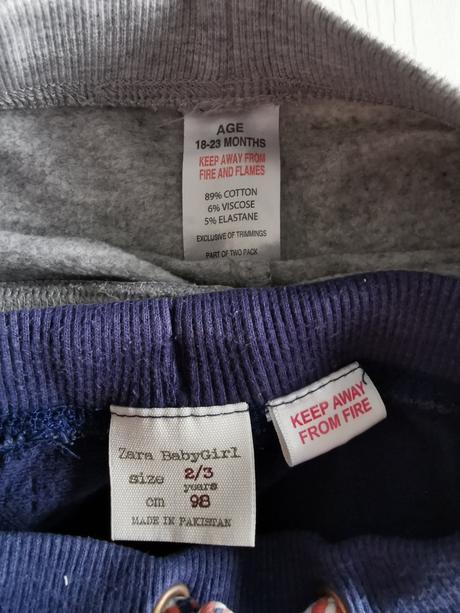 AGE
18-23 MONTHS
KEEP AWAY FROM
FIRE AND FLAMES
89% COTTON
6% VISCOSE
5% ELASTANE
EXCLUSIVE OF TRIMMINGS
PART OF TWO PACK
KEEP AWAY
FROM FIRE
Zara BabyGirl
size 2/3
years
cm 98
MADE IN PAKISTAN